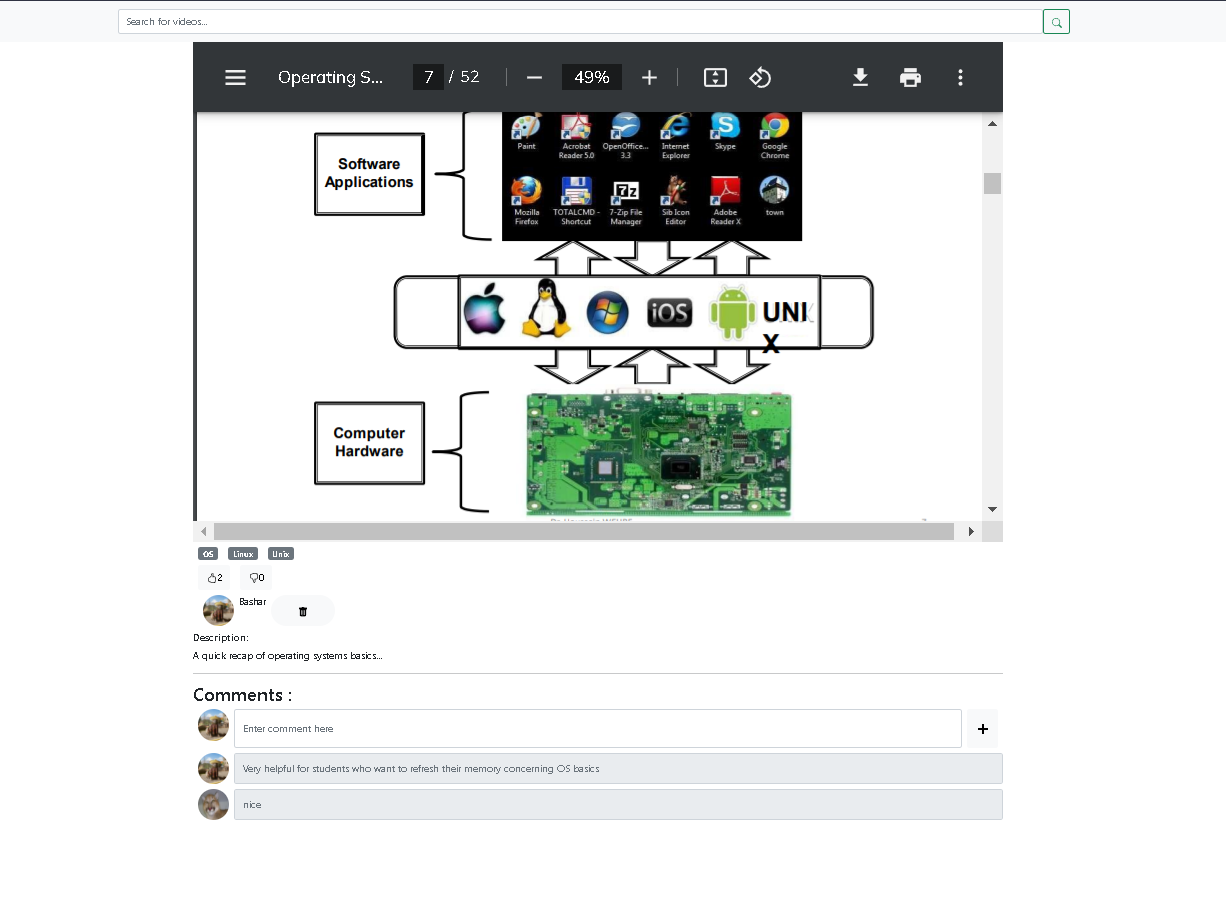 Search for videos...
Operating S... 7 / 52 49%
Software
Applications
Paint
Acrobat
Reader 5.0
OpenOffice...
3.3
Internet
Explorer
Skype
Google
Chrome
Mozilla
Firefox
TOTALCMD -
Shortcut
7-Zip File
Manager
Sib Icon
Editor
Adobe
Reader X
town
7z
iOS
UNI
X
Computer
Hardware
OS Linux Unix
2 0
Bashar
Description:
A quick recap of operating systems basics...
Comments :
Enter comment here
Very helpful for students who want to refresh their memory concerning OS basics
nice